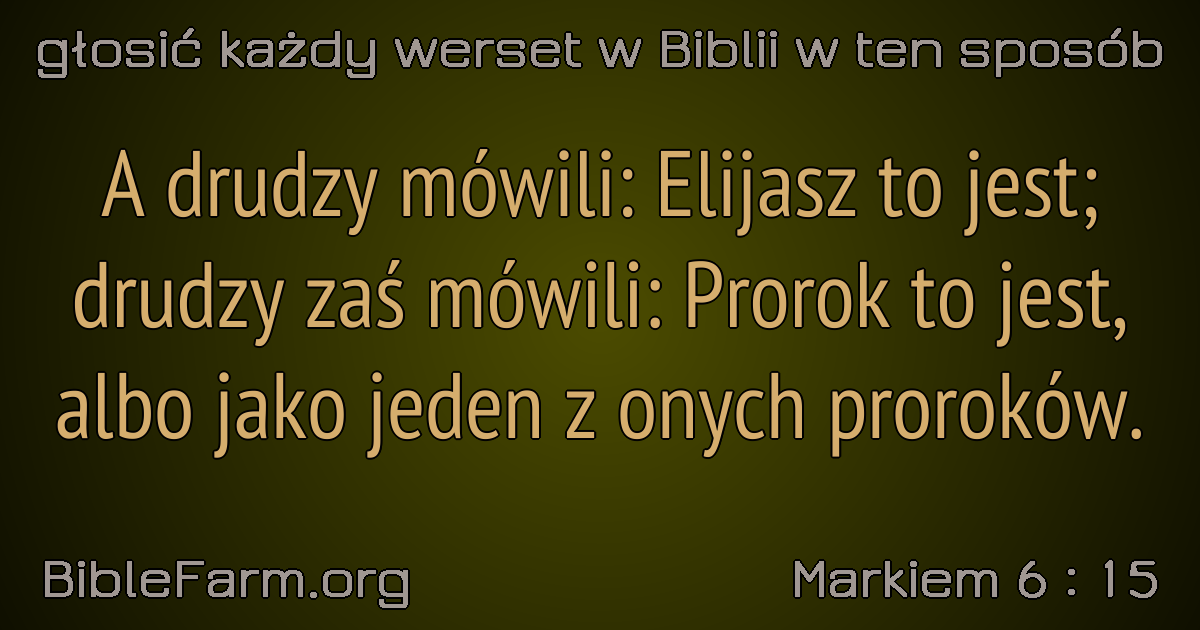 głosić każdy werset w Biblii w ten sposób
A drudzy mówili: Elijasz to jest;
drudzy zaś mówili: Prorok to jest,
albo jako jeden z onych proroków.
BibleFarm.org
Markiem 6 : 15